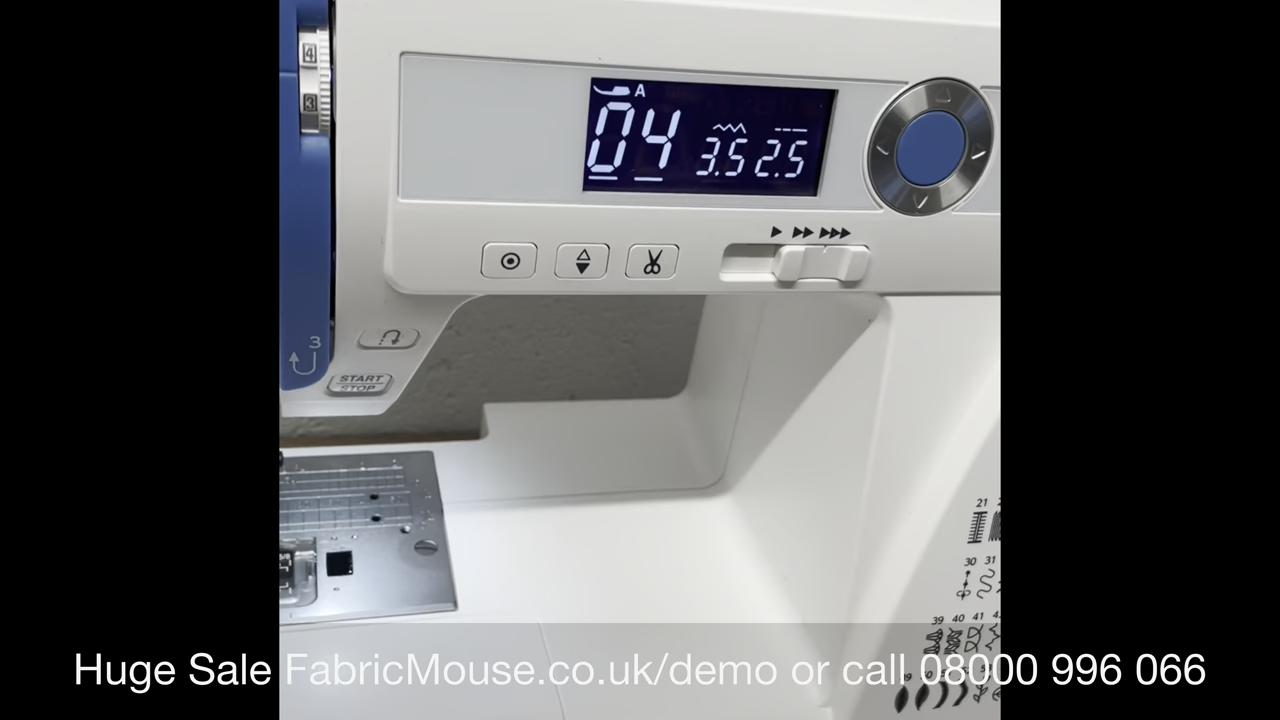 4
3
A
04 3.5 2.5
3
START
STOP
21
30 31
39 40 41
Huge Sale FabricMouse.co.uk/demo or call 08000 996 066